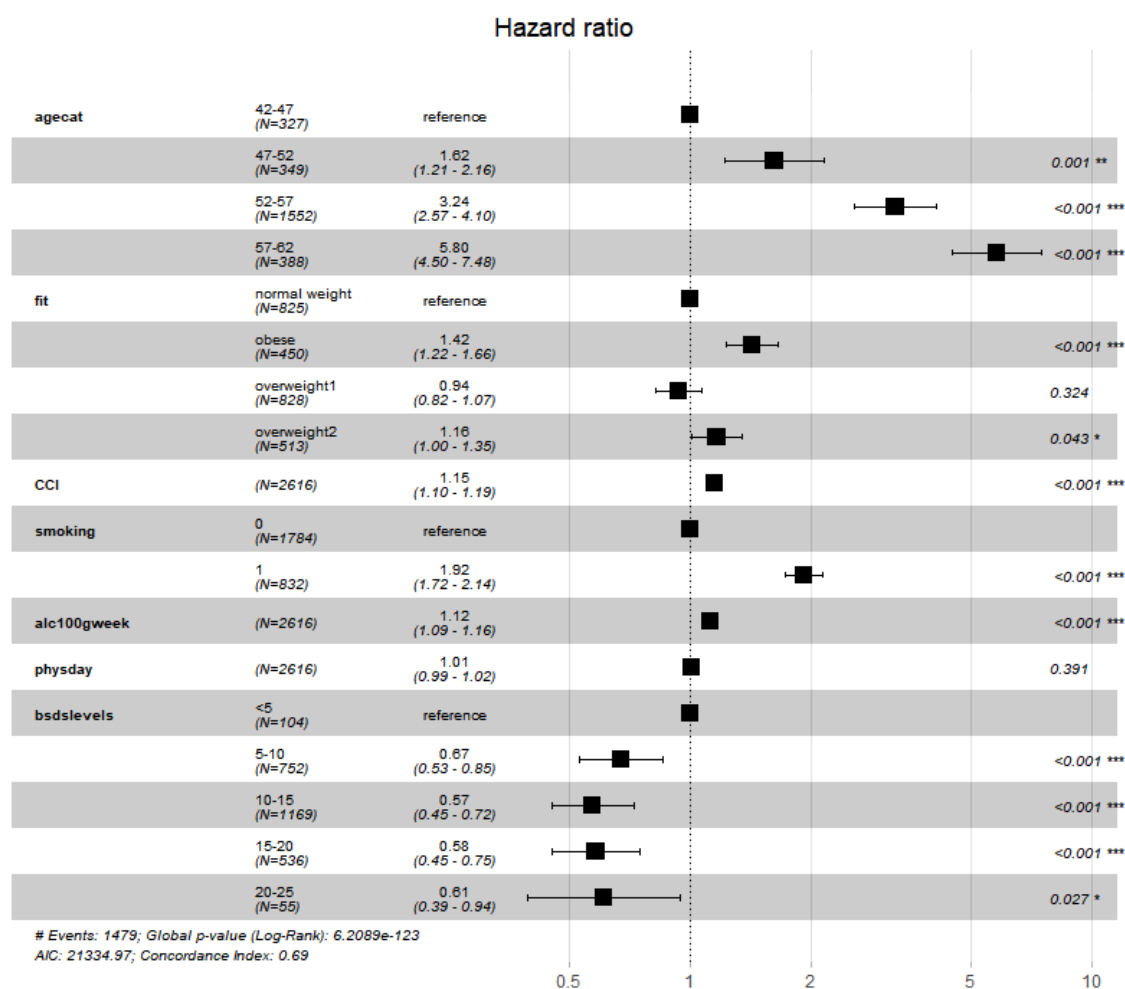 Hazard ratio
agecat 42-47 reference
(N=327)
47-52 1.62 0.001 **
(N=349) (1.21 - 2.16)
52-57 3.24 <0.001 ***
(N=1552) (2.57 - 4.10)
57-62 5.80 <0.001 ***
(N=388) (4.50 - 7.48)
fit normal weight reference
(N=825)
obese 1.42 <0.001 ***
(N=450) (1.22 - 1.66)
overweight1 0.94 0.324
(N=828) (0.82 - 1.07)
overweight2 1.16 0.043 *
(N=513) (1.00 - 1.35)
CCI (N=2616) 1.15 <0.001 ***
(1.10 - 1.19)
smoking 0 reference
(N=1784)
1 1.92 <0.001 ***
(N=832) (1.72 - 2.14)
alc100gweek (N=2616) 1.12 <0.001 ***
(1.09 - 1.16)
physday (N=2616) 1.01 0.391
(0.99 - 1.02)
bsdslevels <5 reference
(N=104)
5-10 0.67 <0.001 ***
(N=752) (0.53 - 0.85)
10-15 0.57 <0.001 ***
(N=1169) (0.45 - 0.72)
15-20 0.58 <0.001 ***
(N=536) (0.45 - 0.75)
20-25 0.61 0.027 *
(N=55) (0.39 - 0.94)
# Events: 1479; Global p-value (Log-Rank): 6.2089e-123
AIC: 21334.97; Concordance Index: 0.69
0.5 1 2 5 10